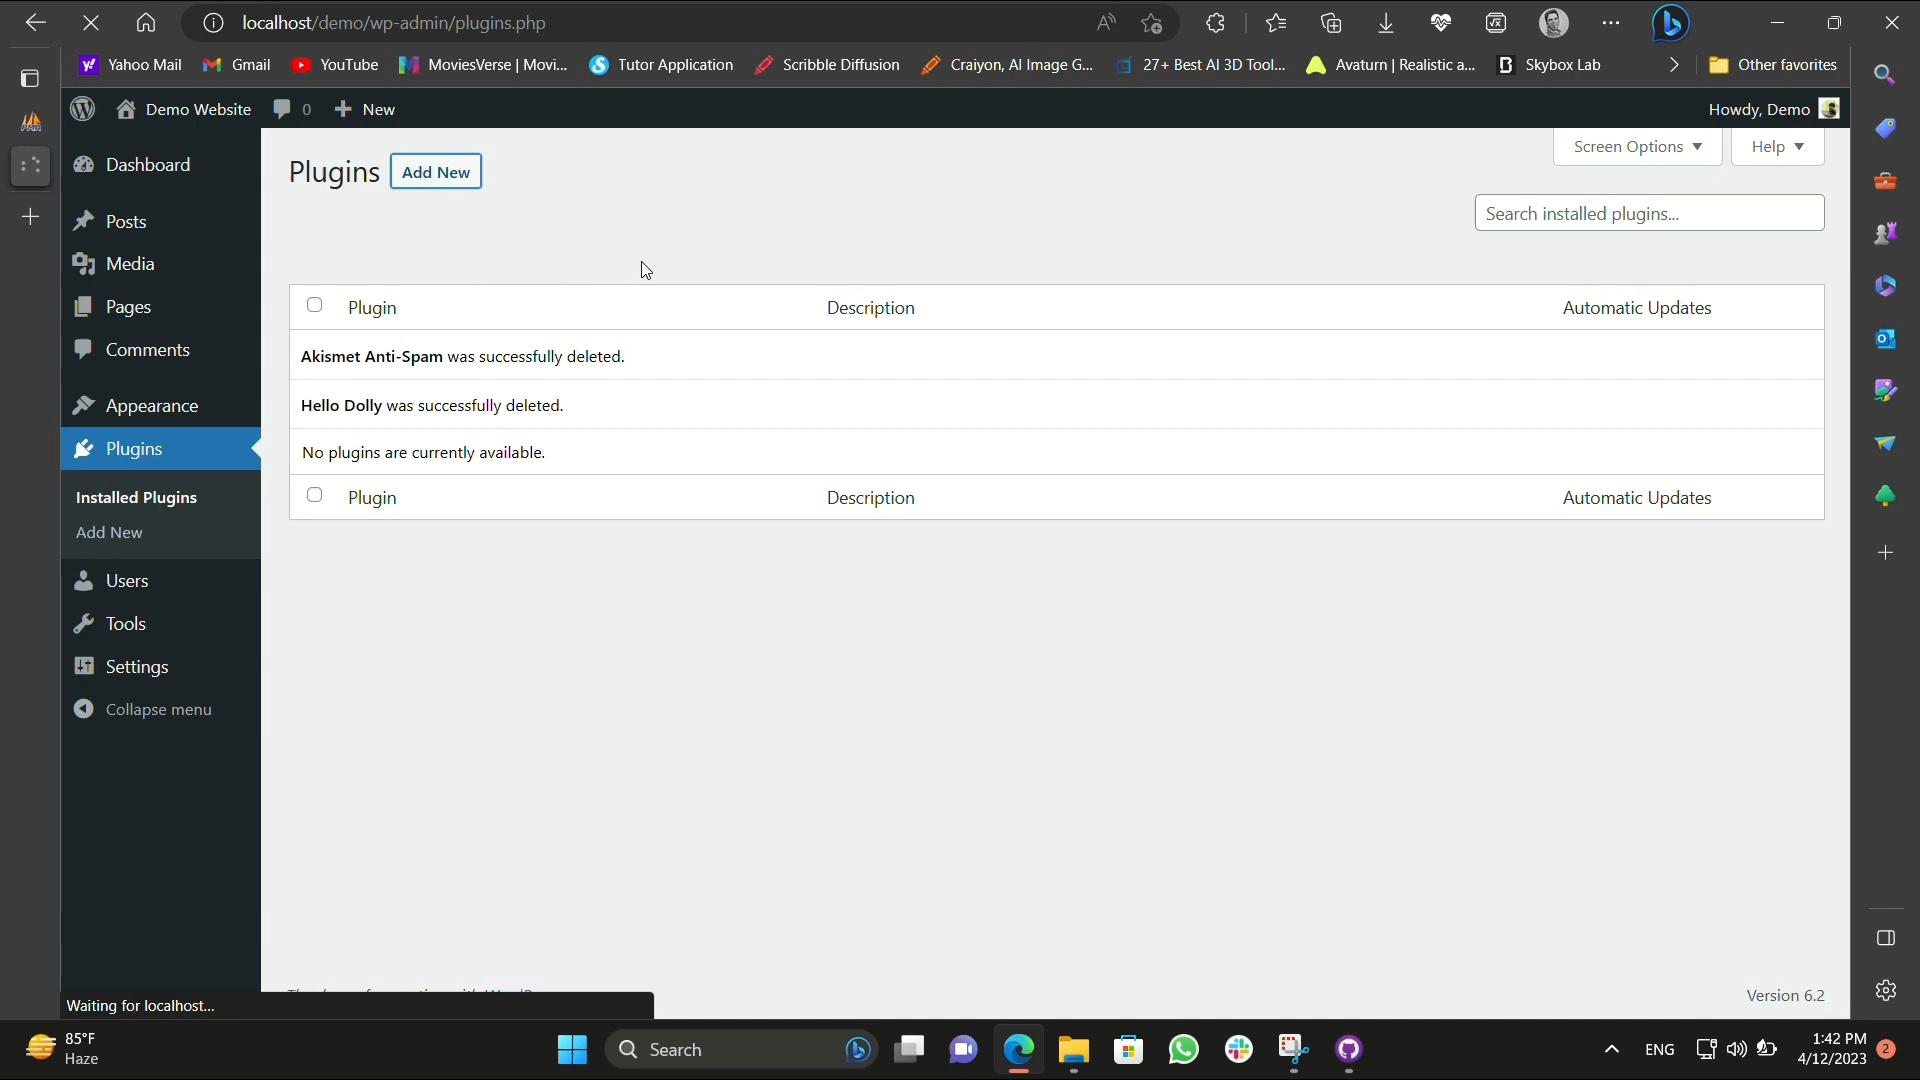 localhost/demo/wp-admin/plugins.php
Yahoo Mail Gmail YouTube MoviesVerse | Movi... Tutor Application Scribble Diffusion Craiyon, AI Image G... 27+ Best AI 3D Tool... Avaturn | Realistic a... Skybox Lab Other favorites
Demo Website 0 New Howdy, Demo
Dashboard
Posts
Media
Pages
Comments
Appearance
Plugins
Installed Plugins
Add New
Users
Tools
Settings
Collapse menu
Screen Options Help
Plugins Add New
Search installed plugins...
Plugin Description Automatic Updates
Akismet Anti-Spam was successfully deleted.
Hello Dolly was successfully deleted.
No plugins are currently available.
Plugin Description Automatic Updates
Version 6.2
Waiting for localhost...
85°F
Haze
Search
ENG
1:42 PM
4/12/2023
2